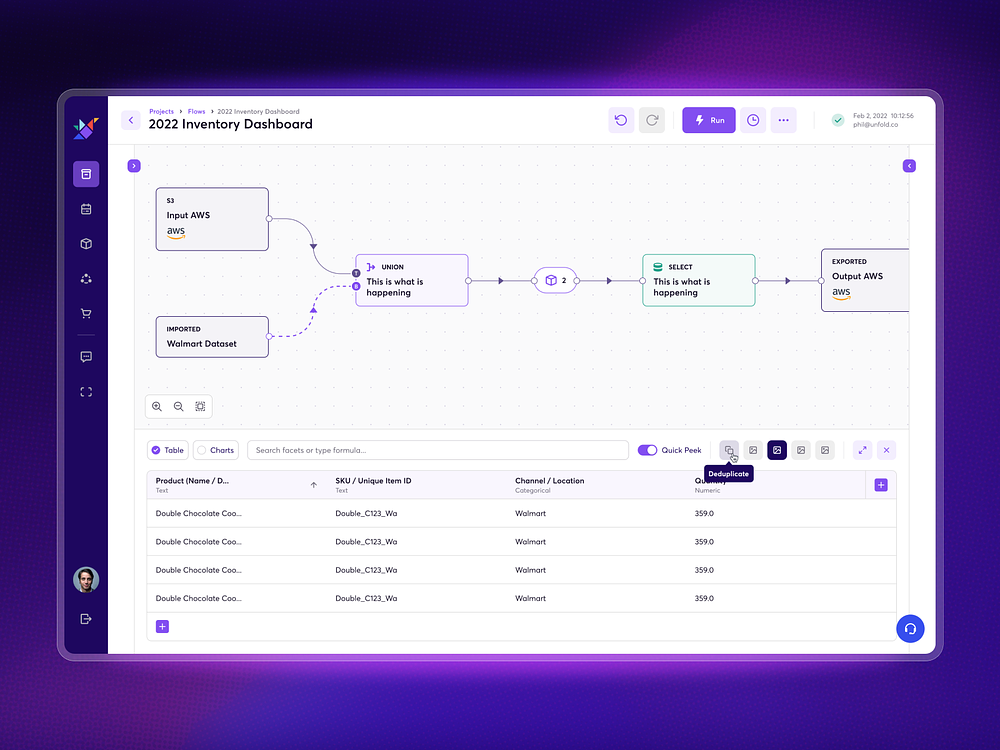 Projects > Flows > 2022 Inventory Dashboard
2022 Inventory Dashboard
Run
Feb 2, 2022 10:12:56
phil@unfold.co
S3
Input AWS
aws
UNION
This is what is
happening
T
B
2
SELECT
This is what is
happening
EXPORTED
Output AWS
aws
IMPORTED
Walmart Dataset
Table
Charts
Search facets or type formula...
Quick Peek
Deduplicate
Product (Name / D...
Text
SKU / Unique Item ID
Text
Channel / Location
Categorical
Numeric
Double Chocolate Coo... Double_C123_Wa Walmart 359.0
Double Chocolate Coo... Double_C123_Wa Walmart 359.0
Double Chocolate Coo... Double_C123_Wa Walmart 359.0
Double Chocolate Coo... Double_C123_Wa Walmart 359.0